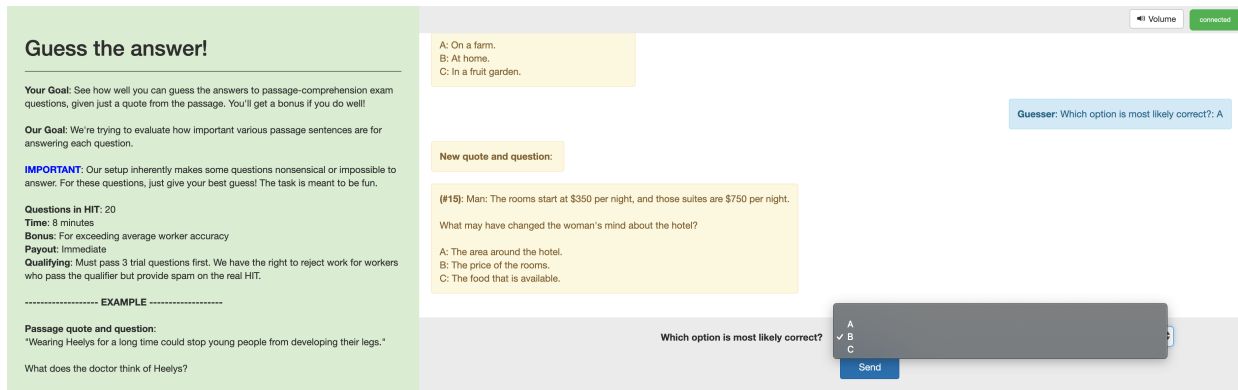 Volume
connected
Guess the answer!
Your Goal: See how well you can guess the answers to passage-comprehension exam
questions, given just a quote from the passage. You'll get a bonus if you do well!
Our Goal: We're trying to evaluate how important various passage sentences are for
answering each question.
IMPORTANT: Our setup inherently makes some questions nonsensical or impossible to
answer. For these questions, just give your best guess! The task is meant to be fun.
Questions in HIT: 20
Time: 8 minutes
Bonus: For exceeding average worker accuracy
Payout: Immediate
Qualifying: Must pass 3 trial questions first. We have the right to reject work for workers
who pass the qualifier but provide spam on the real HIT.
------------------- EXAMPLE -------------------
Passage quote and question:
"Wearing Heelys for a long time could stop young people from developing their legs."
What does the doctor think of Heelys?
A: On a farm.
B: At home.
C: In a fruit garden.
Guesser: Which option is most likely correct?: A
New quote and question:
(#15): Man: The rooms start at $350 per night, and those suites are $750 per night.
What may have changed the woman's mind about the hotel?
A: The area around the hotel.
B: The price of the rooms.
C: The food that is available.
Which option is most likely correct?
A
✓ B
C
Send